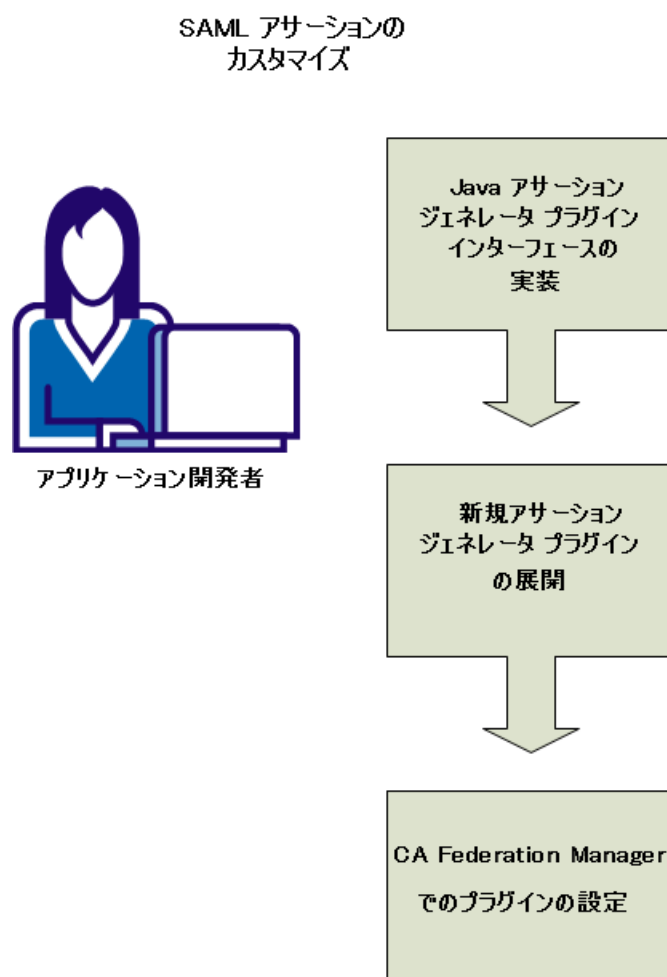 SAML アサーションの
カスタマイズ
Java アサーション
ジェネレータ プラグイン
インターフェースの
実装
アプリケーション開発者
新規アサーション
ジェネレータ プラグイン
の展開
CA Federation Manager
でのプラグインの設定